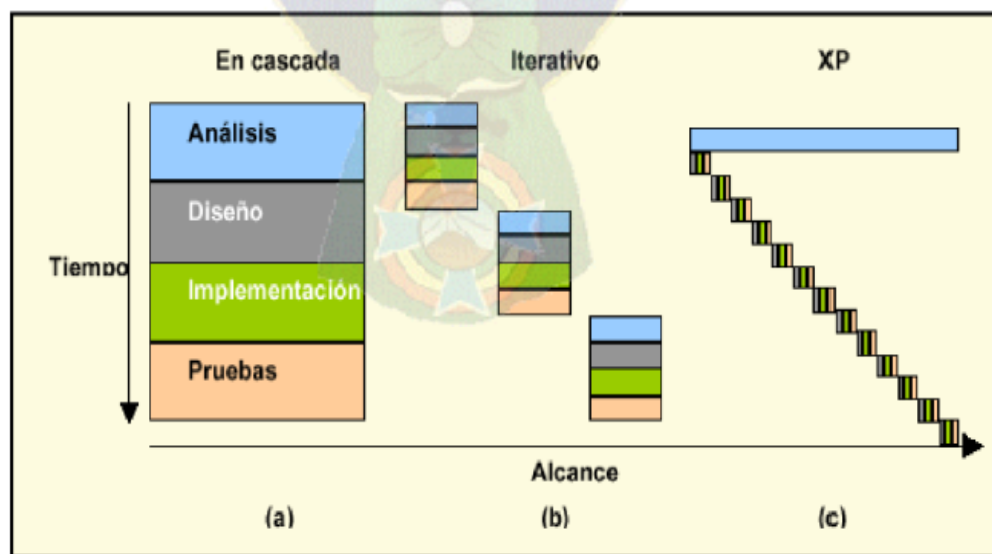 En cascada Iterativo XP
Análisis
Diseño
Tiempo
Implementación
Pruebas
Alcance
(a) (b) (c)